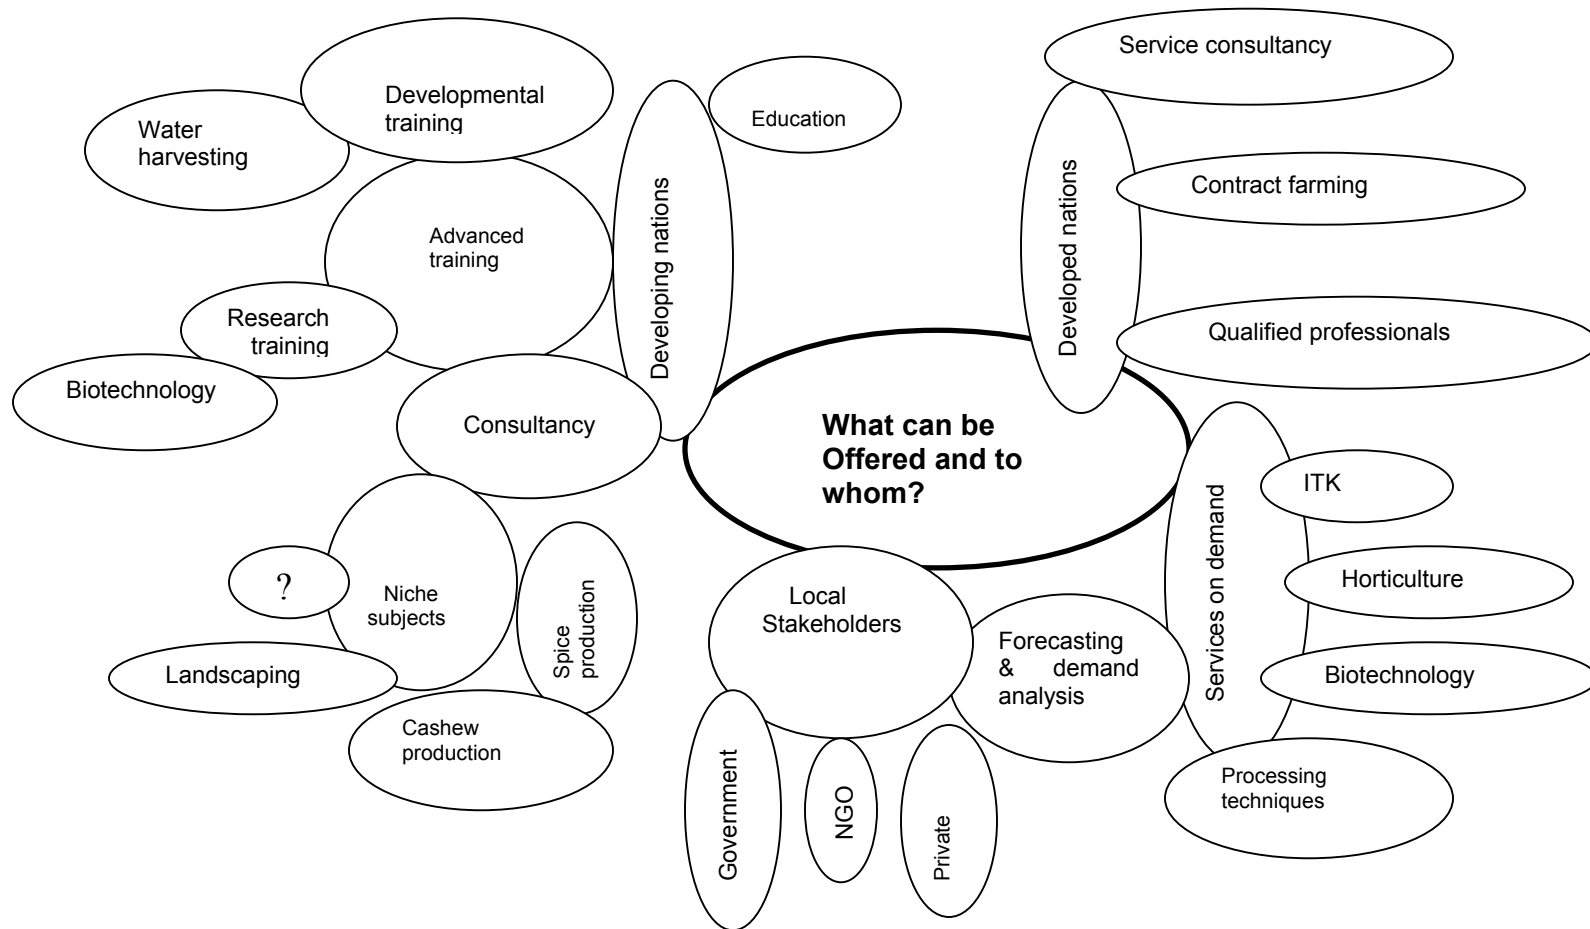 Service consultancy
Developmental
training
Education
Water
harvesting
Contract farming
Developing nations
Developed nations
Advanced
training
Research
training
Qualified professionals
Biotechnology
Consultancy
What can be
Offered and to
whom?
ITK
Services on demand
Horticulture
?
Niche
subjects
Spice
production
Local
Stakeholders
Forecasting
& demand
analysis
Landscaping
Biotechnology
Cashew
production
Government
NGO
Private
Processing
techniques